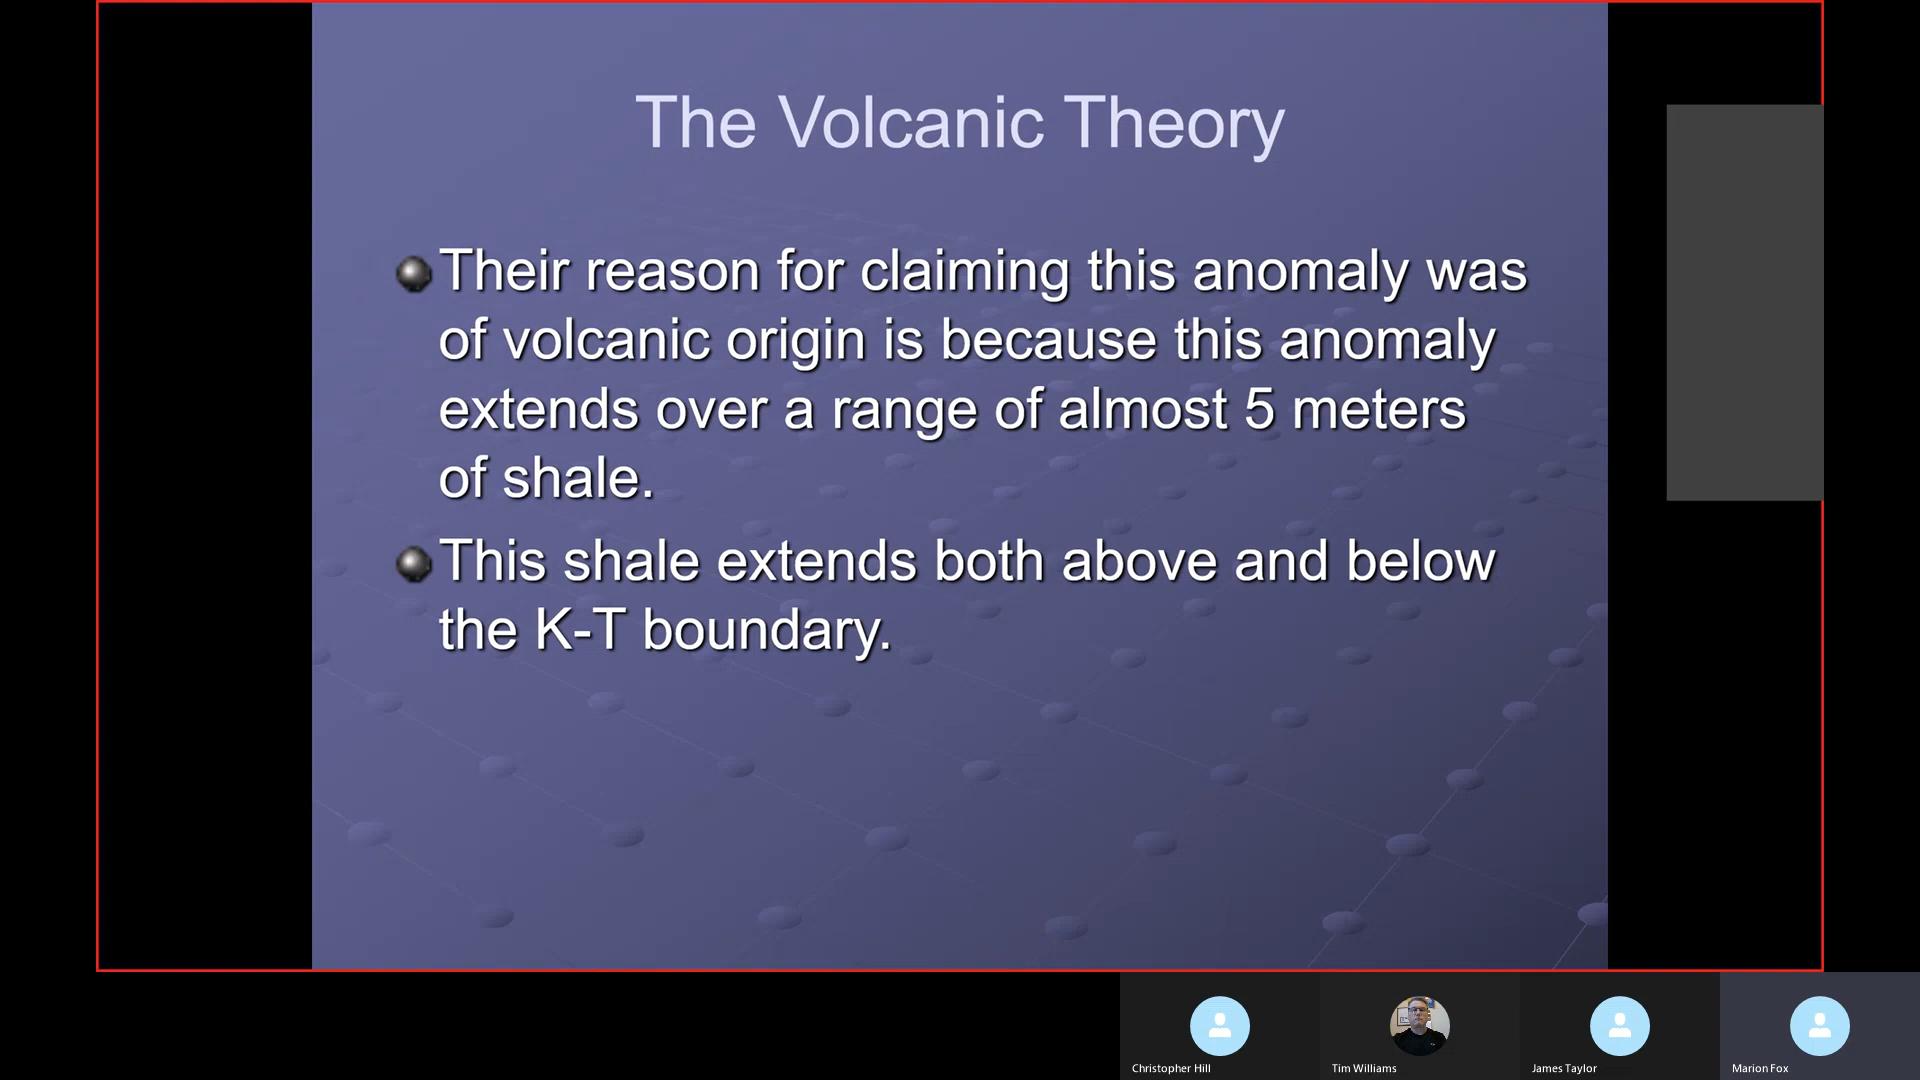 The Volcanic Theory
Their reason for claiming this anomaly was
of volcanic origin is because this anomaly
extends over a range of almost 5 meters
of shale.
This shale extends both above and below
the K-T boundary.
Christopher Hill
Tim Williams
James Taylor
Marion Fox